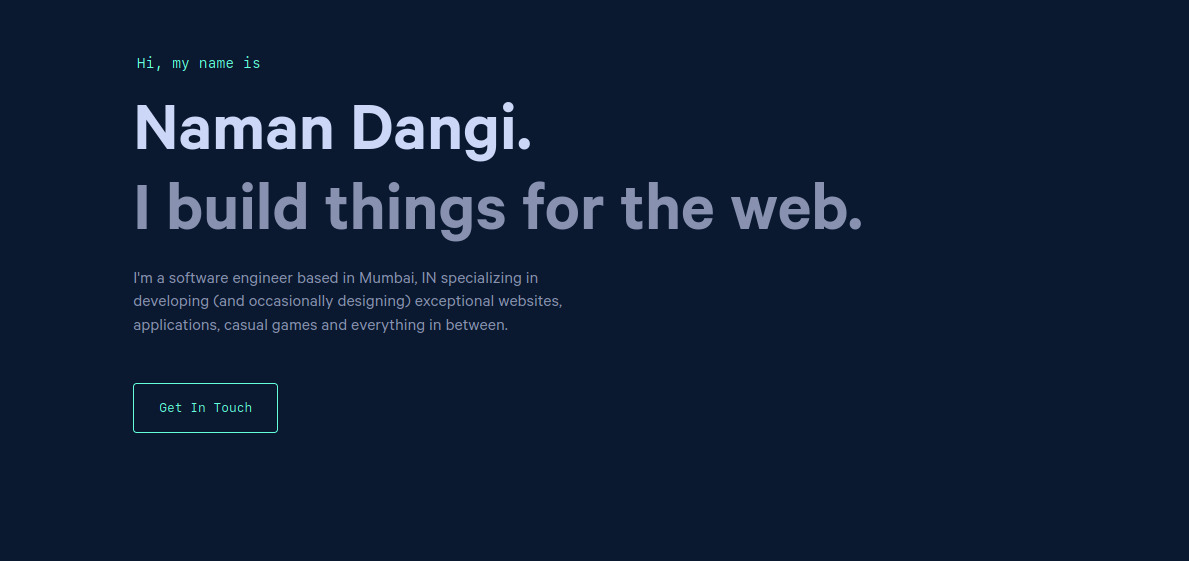 Hi, my name is
Naman Dangi.
I build things for the web.
I'm a software engineer based in Mumbai, IN specializing in
developing (and occasionally designing) exceptional websites,
applications, casual games and everything in between.
Get In Touch